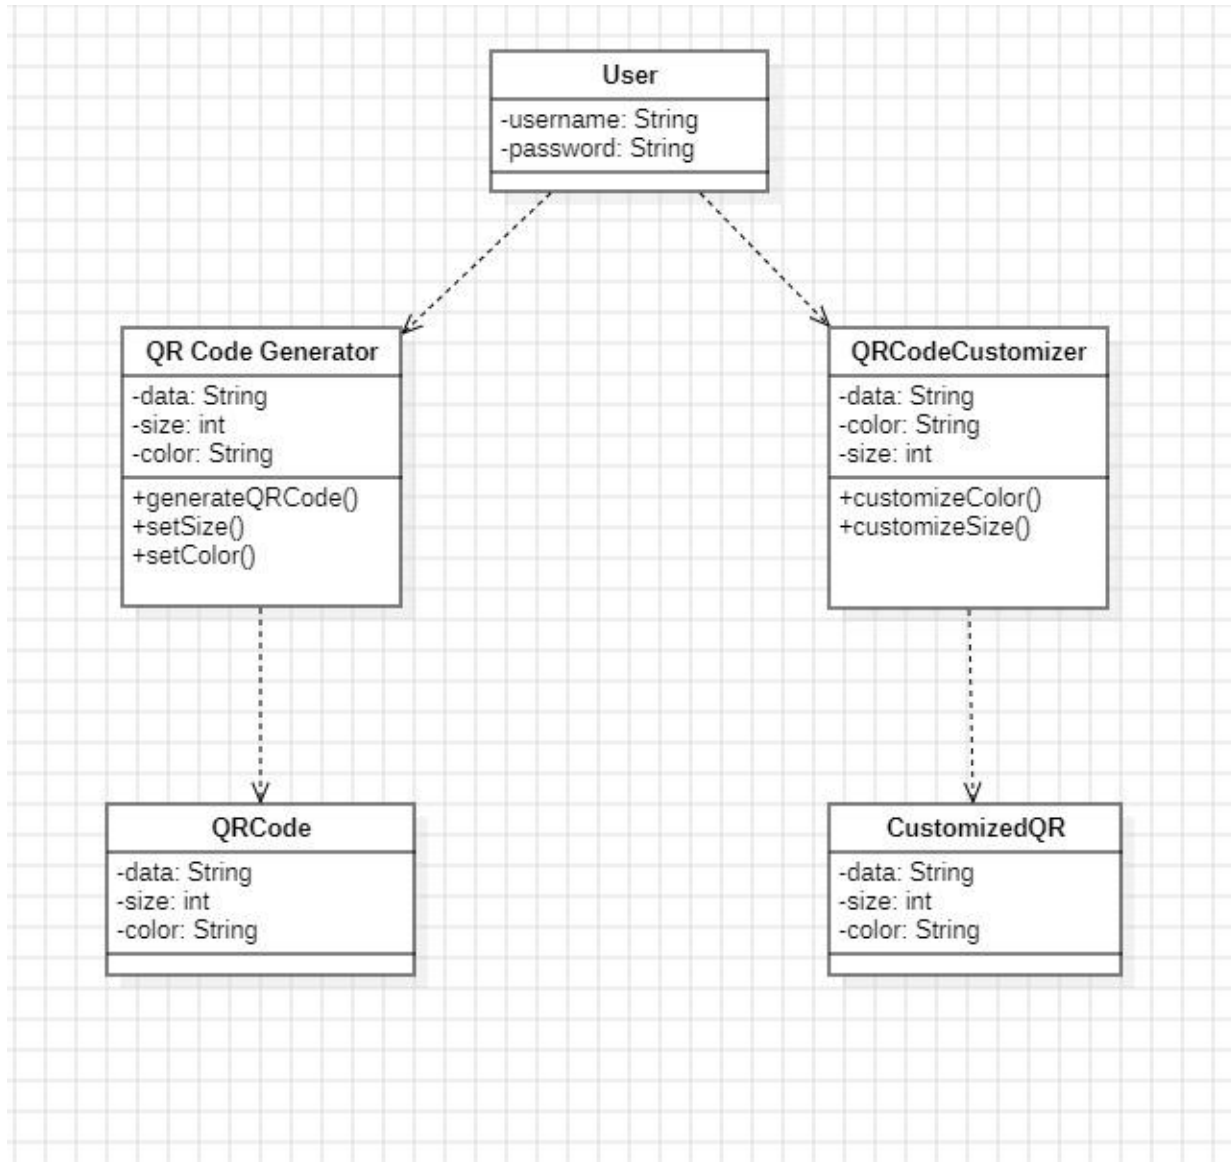 User
-username: String
-password: String
QR Code Generator
-data: String
-size: int
-color: String
+generateQRCode()
+setSize()
+setColor()
QRCodeCustomizer
-data: String
-color: String
-size: int
+customizeColor()
+customizeSize()
QRCode
-data: String
-size: int
-color: String
CustomizedQR
-data: String
-size: int
-color: String